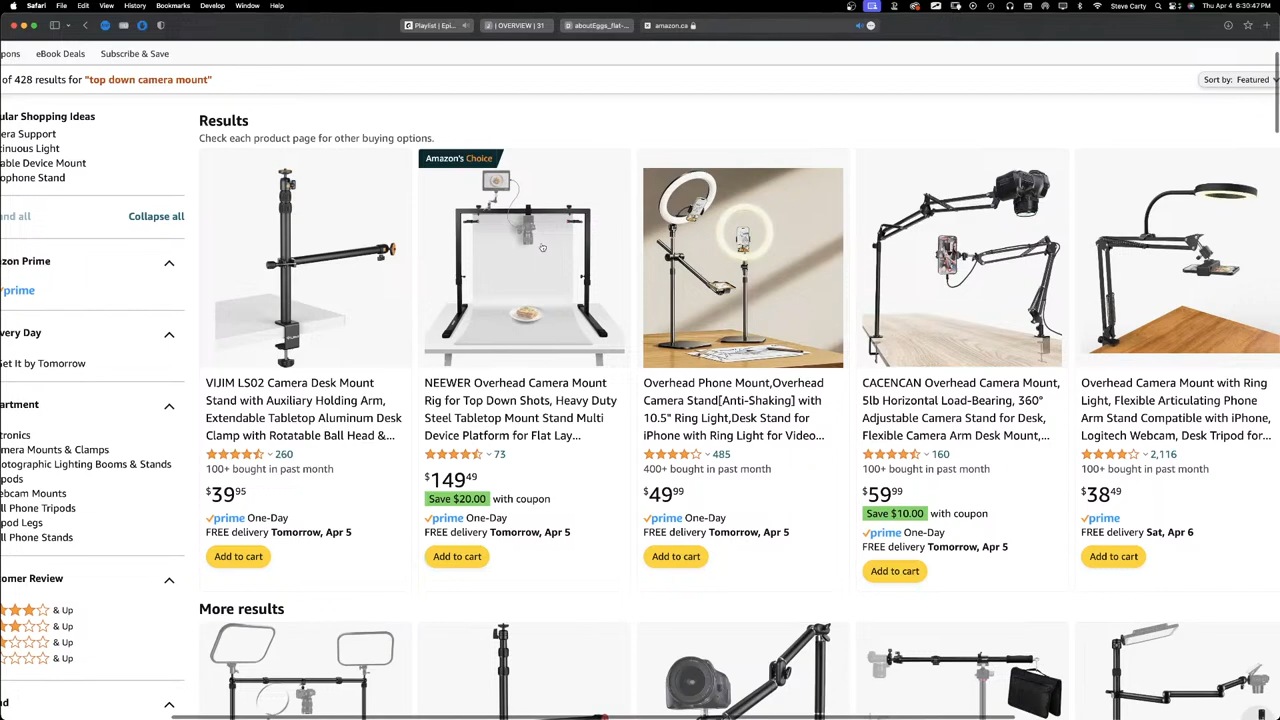 Safari File Edit View History Bookmarks Develop Window Help Steve Carty Thu Apr 4 6:30:47 PM
Playlist | Epi... | OVERVIEW | 31 aboutEggs_flat-... amazon.ca
pons eBook Deals Subscribe & Save
of 428 results for "top down camera mount" Sort by: Featured
ular Shopping Ideas
era Support
tinuous Light
able Device Mount
ophone Stand
and all Collapse all
zon Prime
prime
very Day
Get It by Tomorrow
artment
tronics
mera Mounts & Clamps
otographic Lighting Booms & Stands
pods
ebcam Mounts
ll Phone Tripods
pod Legs
ll Phone Stands
omer Review
& Up
& Up
& Up
& Up
nd
Results
Check each product page for other buying options.
VIJIM LS02 Camera Desk Mount
Stand with Auxiliary Holding Arm,
Extendable Tabletop Aluminum Desk
Clamp with Rotatable Ball Head &...
260
100+ bought in past month
$39.95
prime One-Day
FREE delivery Tomorrow, Apr 5
Add to cart
Amazon's Choice
NEEWER Overhead Camera Mount
Rig for Top Down Shots, Heavy Duty
Steel Tabletop Mount Stand Multi
Device Platform for Flat Lay...
73
$149.49
Save $20.00 with coupon
prime One-Day
FREE delivery Tomorrow, Apr 5
Add to cart
Overhead Phone Mount,Overhead
Camera Stand[Anti-Shaking] with
10.5" Ring Light,Desk Stand for
iPhone with Ring Light for Video...
485
400+ bought in past month
$49.99
prime One-Day
FREE delivery Tomorrow, Apr 5
Add to cart
CACENCAN Overhead Camera Mount,
5lb Horizontal Load-Bearing, 360°
Adjustable Camera Stand for Desk,
Flexible Camera Arm Desk Mount,...
160
100+ bought in past month
$59.99
Save $10.00 with coupon
prime One-Day
FREE delivery Tomorrow, Apr 5
Add to cart
Overhead Camera Mount with Ring
Light, Flexible Articulating Phone
Arm Stand Compatible with iPhone,
Logitech Webcam, Desk Tripod for...
2,116
100+ bought in past month
$38.49
prime
FREE delivery Sat, Apr 6
Add to cart
More results